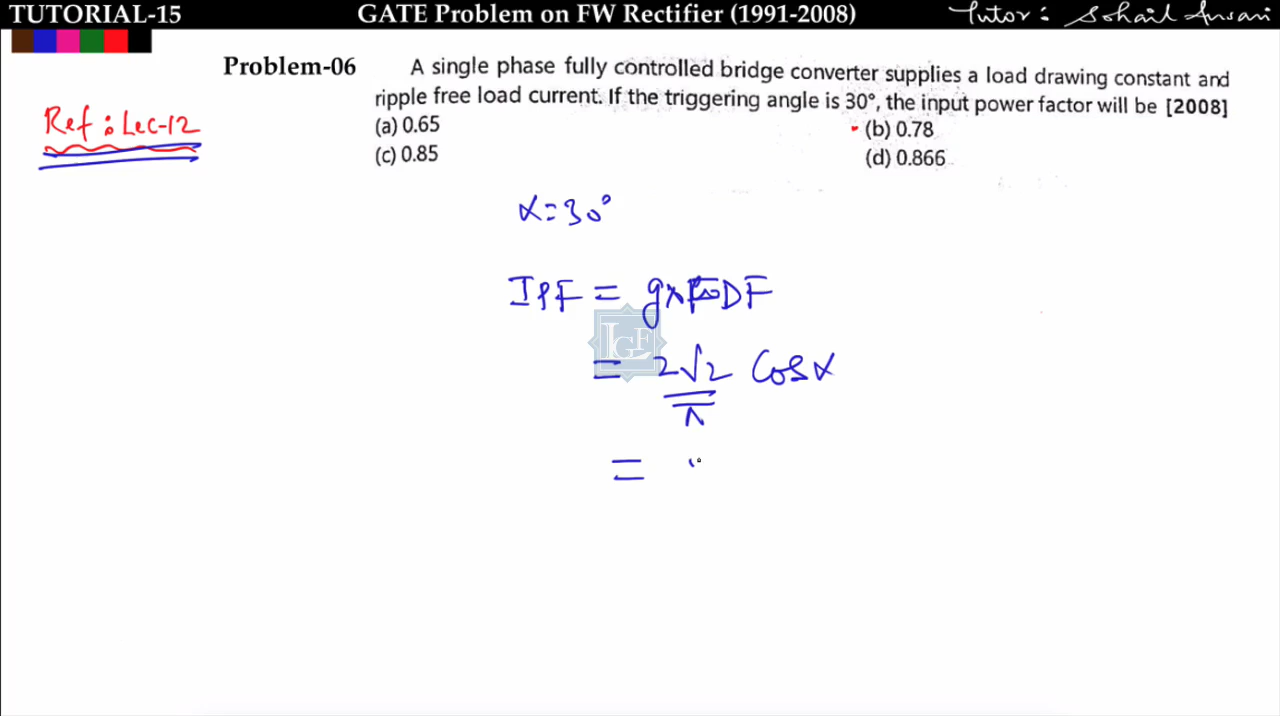 TUTORIAL-15 GATE Problem on FW Rectifier (1991-2008) Tutor : Sohail Ansari
Problem-06 A single phase fully controlled bridge converter supplies a load drawing constant and
ripple free load current. If the triggering angle is 30°, the input power factor will be [2008]
Ref : Lec-12
(a) 0.65 (b) 0.78
(c) 0.85 (d) 0.866
α = 30°
IPF = g × DF
LGF
= 2√2/π Cos α
=